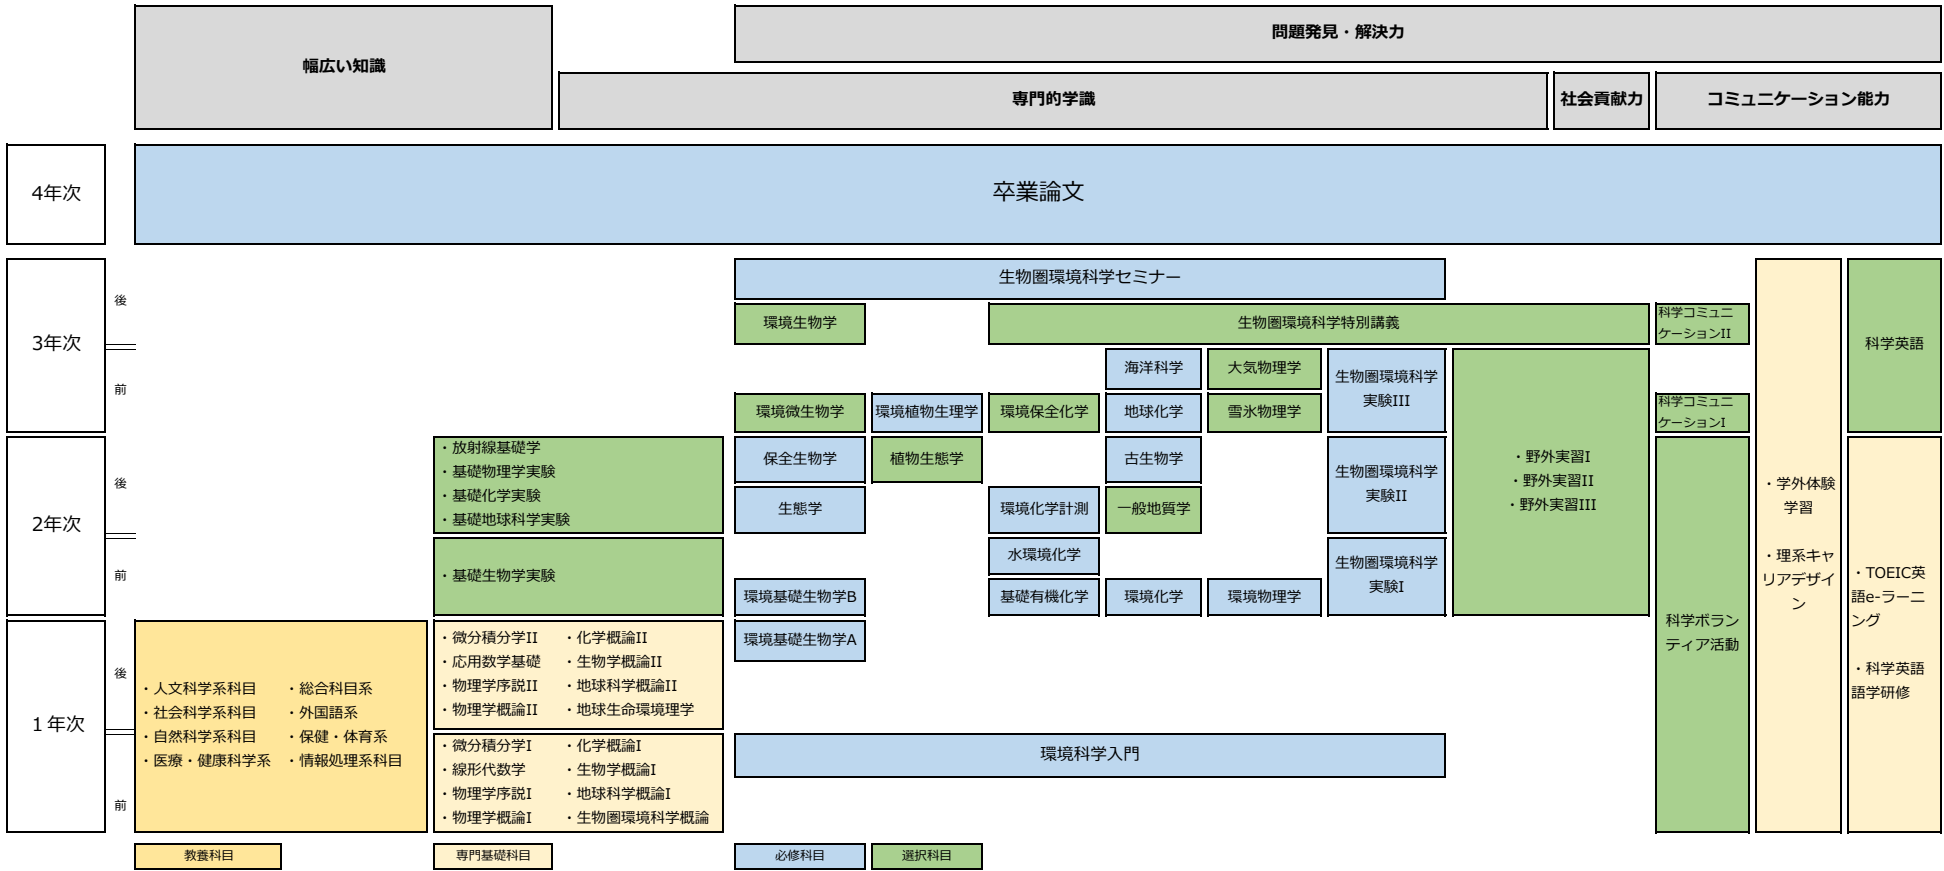 問題発見・解決力
幅広い知識
専門的学識
社会貢献力
コミュニケーション能力
4年次
卒業論文
3年次
後
前
生物圏環境科学セミナー
環境生物学
生物圏環境科学特別講義
科学コミュニ
ケーションII
海洋科学
大気物理学
生物圏環境科学
実験III
環境微生物学
環境植物生理学
環境保全化学
地球化学
雪氷物理学
科学コミュニ
ケーションI
科学英語
2年次
後
前
・放射線基礎学
・基礎物理学実験
・基礎化学実験
・基礎地球科学実験
保全生物学
植物生態学
古生物学
生物圏環境科学
実験II
生態学
環境化学計測
一般地質学
・野外実習I
・野外実習II
・野外実習III
・学外体験
学習
・理系キャ
リアデザイ
ン
・基礎生物学実験
水環境化学
生物圏環境科学
実験I
環境基礎生物学B
基礎有機化学
環境化学
環境物理学
・TOEIC英
語e-ラーニ
ング
・科学英語
語学研修
科学ボラン
ティア活動
１年次
後
前
・人文科学系科目
・社会科学系科目
・自然科学系科目
・医療・健康科学系
・総合科目系
・外国語系
・保健・体育系
・情報処理系科目
・微分積分学II
・応用数学基礎
・物理学序説II
・物理学概論II
・化学概論II
・生物学概論II
・地球科学概論II
・地球生命環境理学
環境基礎生物学A
・微分積分学I
・線形代数学
・物理学序説I
・物理学概論I
・化学概論I
・生物学概論I
・地球科学概論I
・生物圏環境科学概論
環境科学入門
教養科目
専門基礎科目
必修科目
選択科目